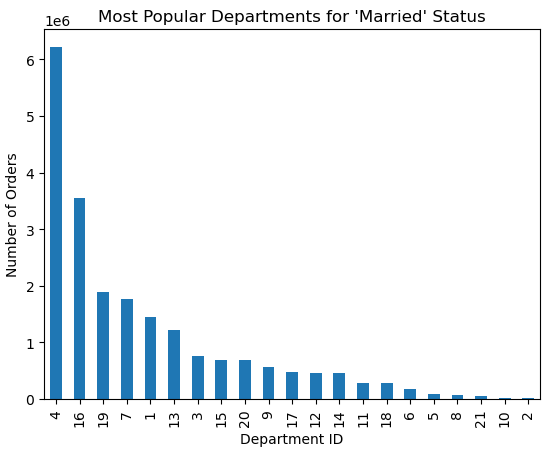 Most Popular Departments for 'Married' Status
1e6
6
5
4
3
2
1
0
Number of Orders
4 16 19 7 1 13 3 15 20 9 17 12 14 11 18 6 5 8 21 10 2
Department ID